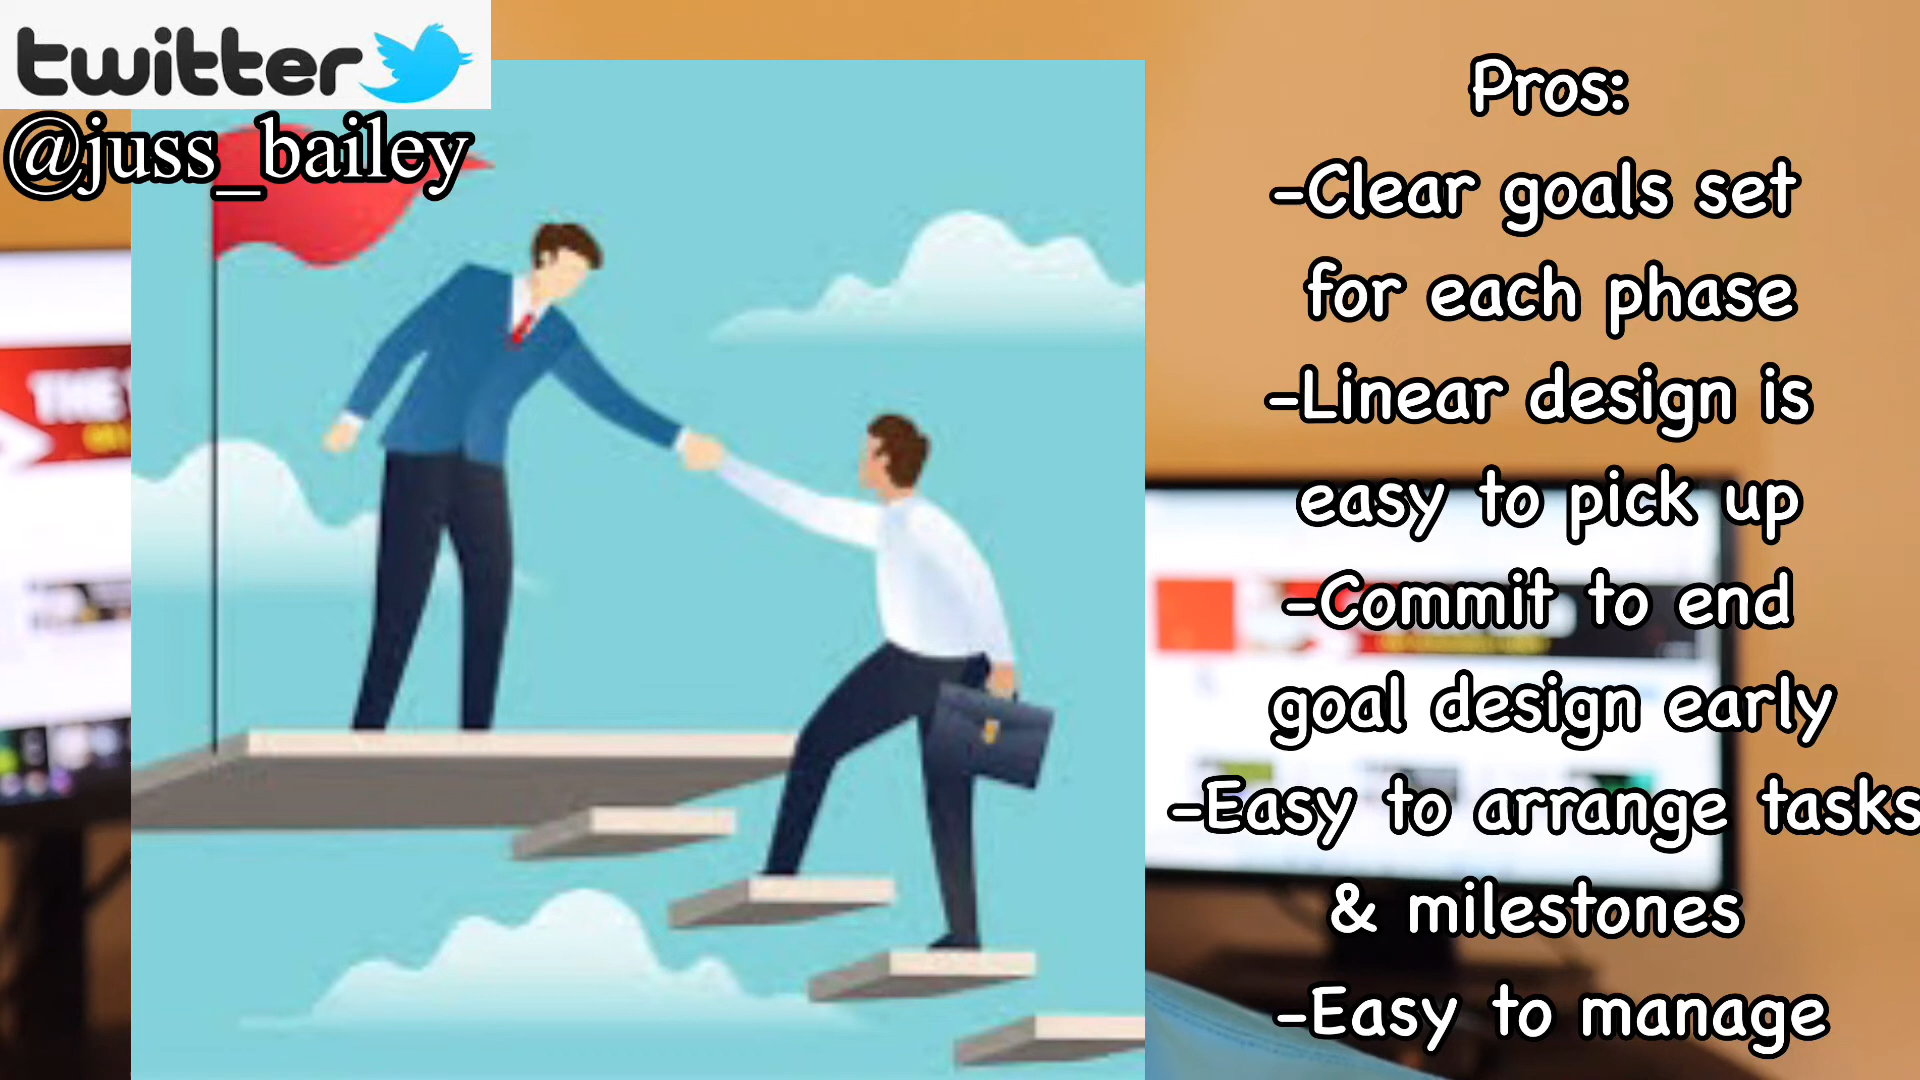 twitter
@juss_bailey
THE
Pros:
-Clear goals set
for each phase
-Linear design is
easy to pick up
-Commit to end
goal design early
-Easy to arrange tasks
& milestones
-Easy to manage